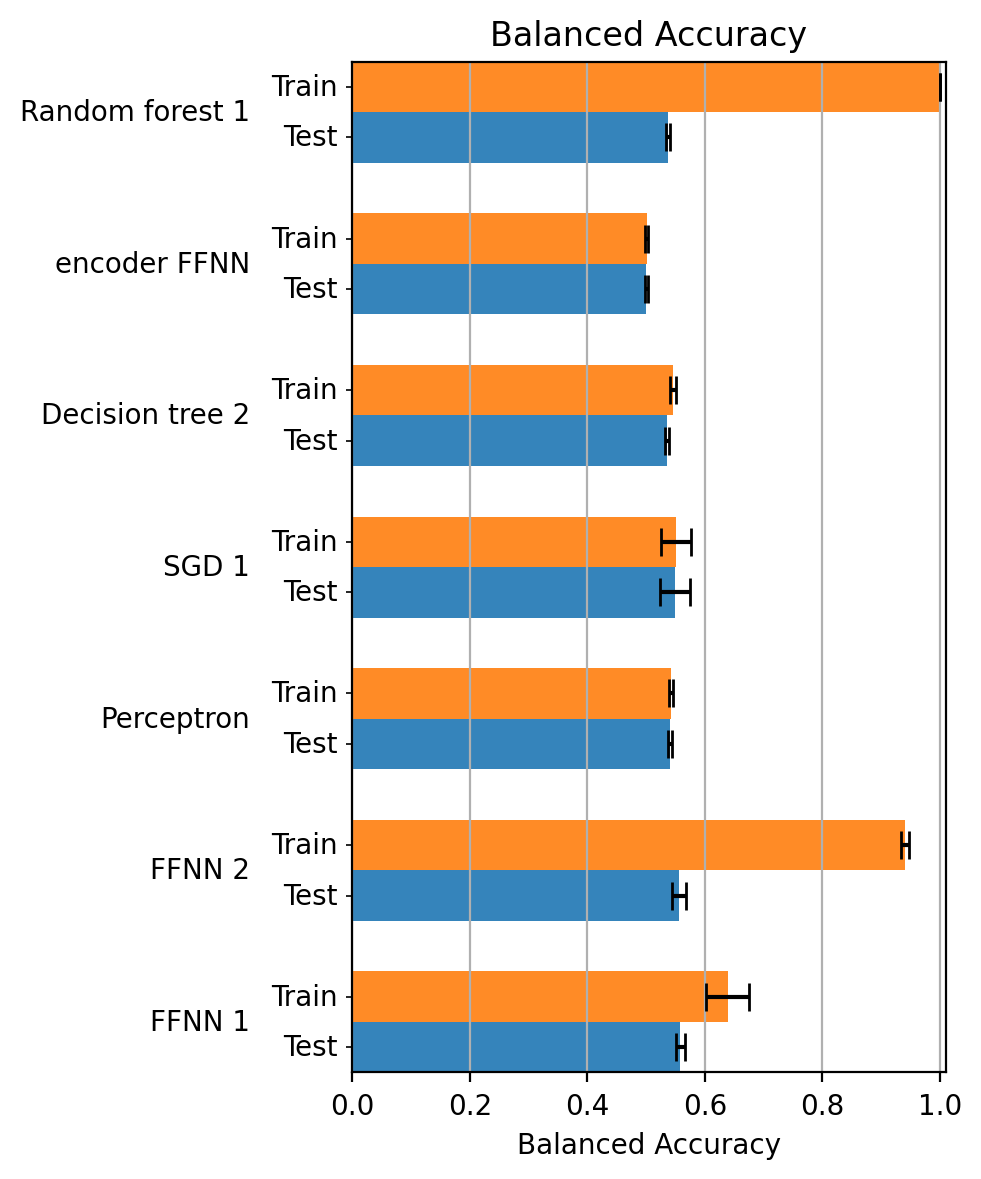 Balanced Accuracy
Random forest 1
Train
Test
encoder FFNN
Train
Test
Decision tree 2
Train
Test
SGD 1
Train
Test
Perceptron
Train
Test
FFNN 2
Train
Test
FFNN 1
Train
Test
0.0 0.2 0.4 0.6 0.8 1.0
Balanced Accuracy